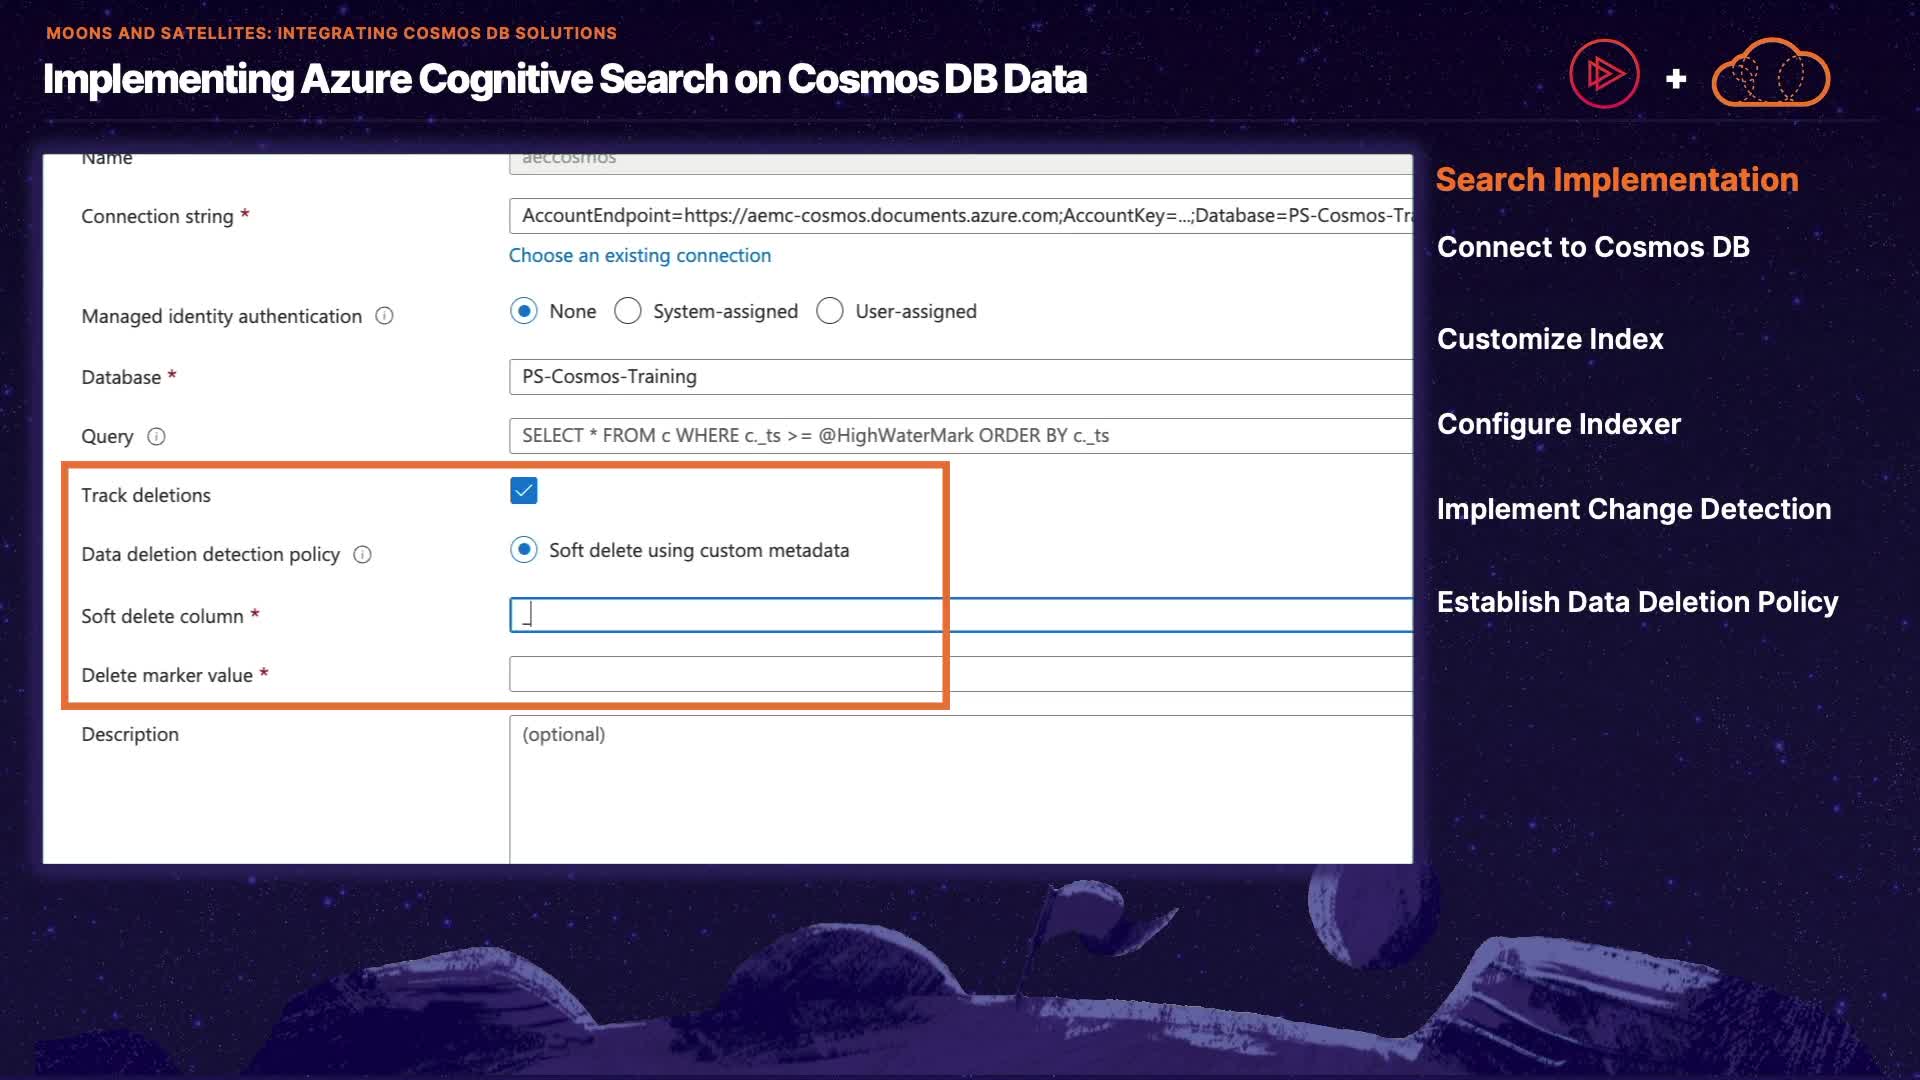 MOONS AND SATELLITES: INTEGRATING COSMOS DB SOLUTIONS
Implementing Azure Cognitive Search on Cosmos DB Data
+
Name aeccosmos
Connection string * AccountEndpoint=https://aemc-cosmos.documents.azure.com;AccountKey=...;Database=PS-Cosmos-Tra
Choose an existing connection
Managed identity authentication None System-assigned User-assigned
Database * PS-Cosmos-Training
Query SELECT * FROM c WHERE c._ts >= @HighWaterMark ORDER BY c._ts
Track deletions
Data deletion detection policy Soft delete using custom metadata
Soft delete column * _
Delete marker value *
Description (optional)
Search Implementation
Connect to Cosmos DB
Customize Index
Configure Indexer
Implement Change Detection
Establish Data Deletion Policy